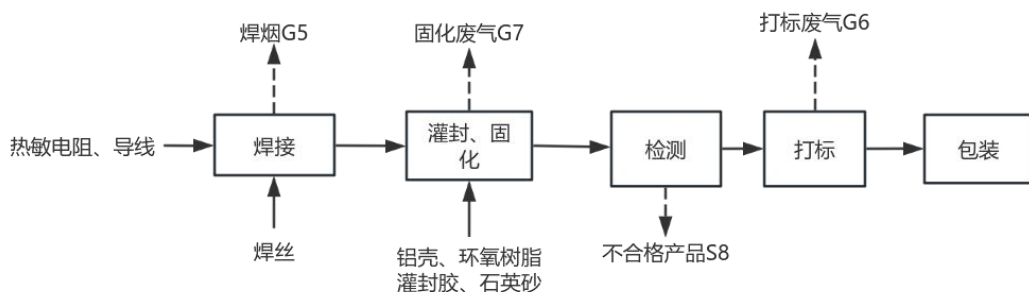 焊烟G5
固化废气G7
打标废气G6
热敏电阻、导线
焊接
灌封、固
化
检测
打标
包装
焊丝
铝壳、环氧树脂
灌封胶、石英砂
不合格产品S8